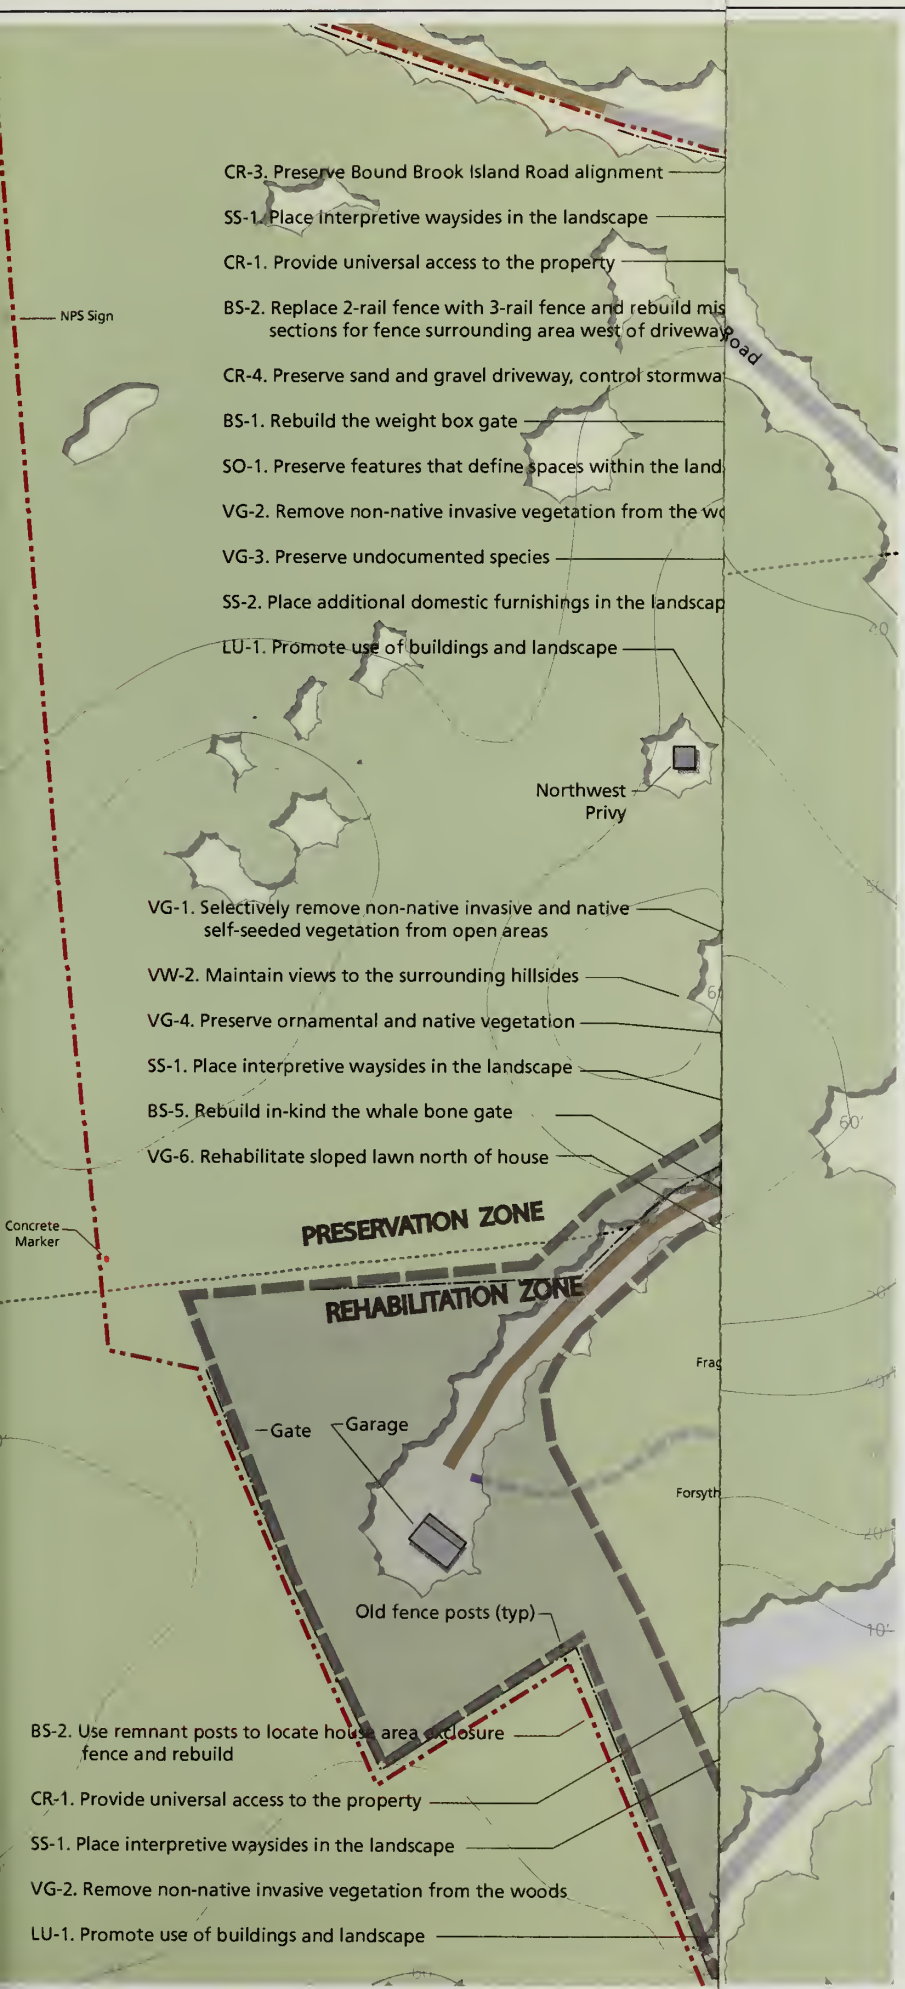 CR-3. Preserve Bound Brook Island Road alignment
SS-1. Place interpretive waysides in the landscape
CR-1. Provide universal access to the property
NPS Sign
BS-2. Replace 2-rail fence with 3-rail fence and rebuild mis
sections for fence surrounding area west of driveway
Road
CR-4. Preserve sand and gravel driveway, control stormwa
BS-1. Rebuild the weight box gate
SO-1. Preserve features that define spaces within the land
VG-2. Remove non-native invasive vegetation from the wo
VG-3. Preserve undocumented species
SS-2. Place additional domestic furnishings in the landscap
LU-1. Promote use of buildings and landscape
Northwest
Privy
VG-1. Selectively remove non-native invasive and native
self-seeded vegetation from open areas
VW-2. Maintain views to the surrounding hillsides
VG-4. Preserve ornamental and native vegetation
SS-1. Place interpretive waysides in the landscape
BS-5. Rebuild in-kind the whale bone gate
60'
VG-6. Rehabilitate sloped lawn north of house
PRESERVATION ZONE
Concrete
Marker
REHABILITATION ZONE
Frag
Gate
Garage
Forsyth
20'
Old fence posts (typ)
10'
BS-2. Use remnant posts to locate house area enclosure
fence and rebuild
CR-1. Provide universal access to the property
SS-1. Place interpretive waysides in the landscape
VG-2. Remove non-native invasive vegetation from the woods
LU-1. Promote use of buildings and landscape